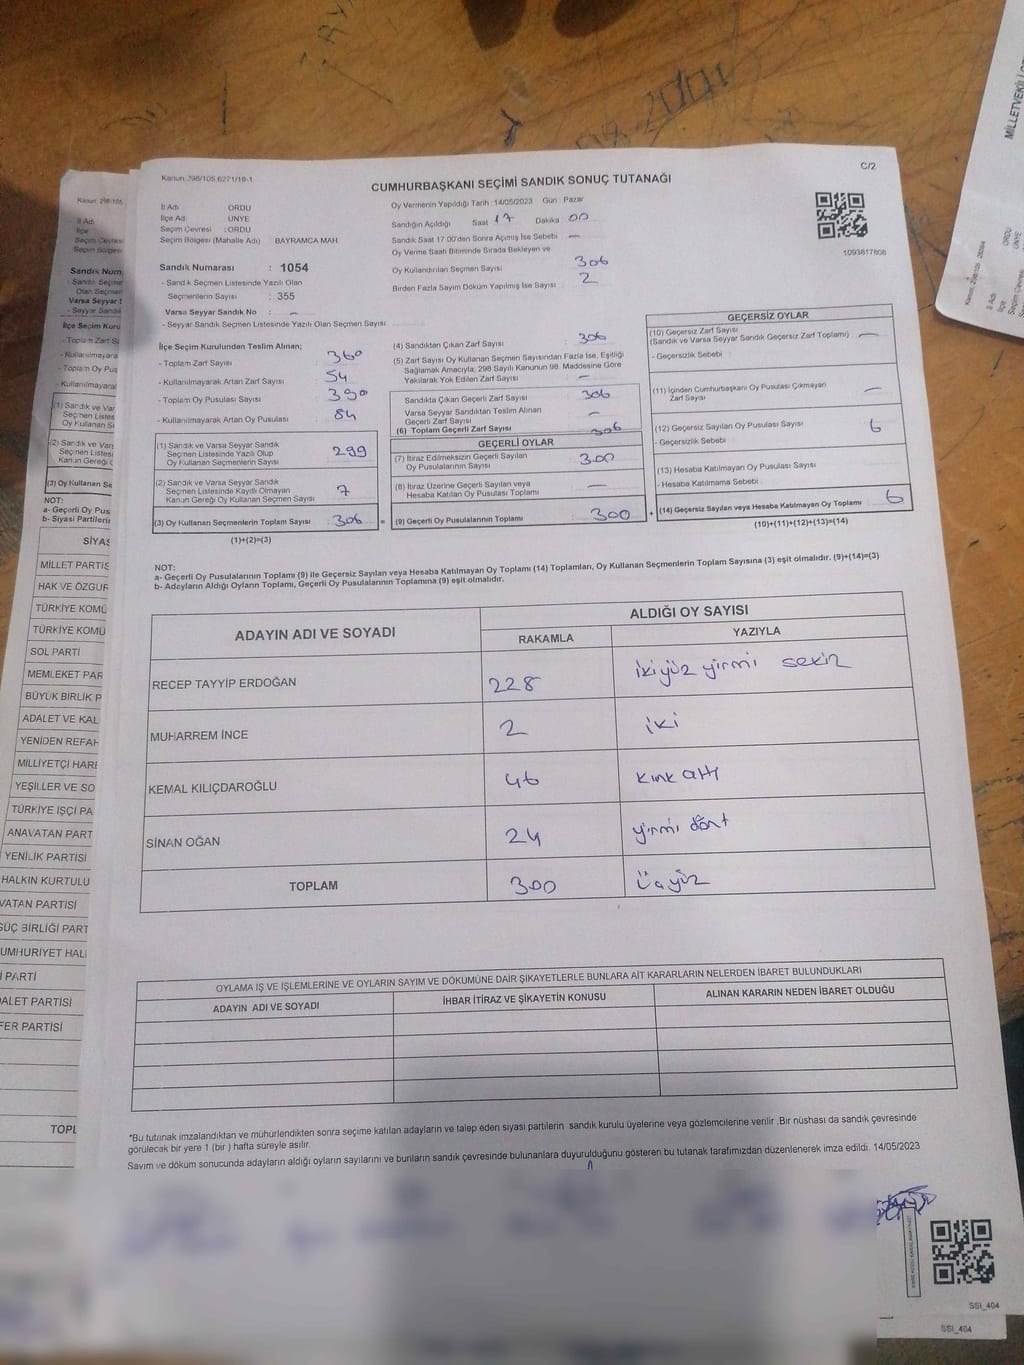 C/2
Kanun, 298/105 6271/18-1
CUMHURBAŞKANI SEÇİMİ SANDIK SONUÇ TUTANAĞI
İl Adı ORDU
İlçe Adı ÜNYE
Seçim Çevresi : ORDU
Seçim Bölgesi (Mahalle Adı) BAYRAMCA MAH
Oy Vermenin Yapıldığı Tarih 14/05/2023 Gün Pazar
Sandığın Açıldığı Saat 17 Dakika 00
Sandık Saat 17 00'den Sonra Açımış İse Sebebi —
Oy Verme Saati Bitiminde Sırada Bekleyen ve
Oy Kullandırılan Seçmen Sayısı 306
Birden Fazla Sayım Döküm Yapılmış İse Sayısı 2
1093817808
Sandık Numarası : 1054
- Sandık Seçmen Listesinde Yazılı Olan
Seçmenlerin Sayısı : 355
Varsa Seyyar Sandık No : —
- Seyyar Sandık Seçmen Listesinde Yazılı Olan Seçmen Sayısı
İlçe Seçim Kurulundan Teslim Alınan;
- Toplam Zarf Sayısı 360
- Kullanılmayarak Artan Zarf Sayısı 54
- Toplam Oy Pusulası Sayısı 390
- Kullanılmayarak Artan Oy Pusulası 84
(1) Sandık ve Varsa Seyyar Sandık
Seçmen Listesinde Yazılı Olup
Oy Kullanan Seçmenlerin Sayısı 299
(2) Sandık ve Varsa Seyyar Sandık
Seçmen Listesinde Kayıtlı Olmayan
Kanun Gereği Oy Kullanan Seçmen Sayısı 7
(3) Oy Kullanan Seçmenlerin Toplam Sayısı 306 =
(1)+(2)=(3)
(4) Sandıktan Çıkan Zarf Sayısı 306
(5) Zarf Sayısı Oy Kullanan Seçmen Sayısından Fazla İse, Eşitliği
Sağlamak Amacıyla, 298 Sayılı Kanunun 98. Maddesine Göre
Yakılarak Yok Edilen Zarf Sayısı —
Sandıkta Çıkan Geçerli Zarf Sayısı 306
Varsa Seyyar Sandıktan Teslim Alınan
Geçerli Zarf Sayısı —
(6) Toplam Geçerli Zarf Sayısı 306
GEÇERLİ OYLAR
(7) İtiraz Edilmeksizin Geçerli Sayılan
Oy Pusulalarının Sayısı 300
(8) İtiraz Üzerine Geçerli Sayılan veya
Hesaba Katılan Oy Pusulası Toplamı —
(9) Geçerli Oy Pusulalarının Toplamı 300 +
GEÇERSİZ OYLAR
(10) Geçersiz Zarf Sayısı
(Sandık ve Varsa Seyyar Sandık Geçersiz Zarf Toplamı) —
- Geçersizlik Sebebi
(11) İçinden Cumhurbaşkanı Oy Pusulası Çıkmayan
Zarf Sayısı —
(12) Geçersiz Sayılan Oy Pusulası Sayısı 6
- Geçersizlik Sebebi
(13) Hesaba Katılmayan Oy Pusulası Sayısı
- Hesaba Katılmama Sebebi
(14) Geçersiz Sayılan veya Hesaba Katılmayan Oy Toplamı 6
(10)+(11)+(12)+(13)=(14)
NOT:
a- Geçerli Oy Pusulalarının Toplamı (9) ile Geçersiz Sayılan veya Hesaba Katılmayan Oy Toplamı (14) Toplamları, Oy Kullanan Seçmenlerin Toplam Sayısına (3) eşit olmalıdır. (9)+(14)=(3)
b- Adayların Aldığı Oyların Toplamı, Geçerli Oy Pusulalarının Toplamına (9) eşit olmalıdır.
ADAYIN ADI VE SOYADI
ALDIĞI OY SAYISI
RAKAMLA YAZIYLA
RECEP TAYYİP ERDOĞAN 228 ikiyüz yirmi sekiz
MUHARREM İNCE 2 iki
KEMAL KILIÇDAROĞLU 46 kırk altı
SİNAN OĞAN 24 yirmi dört
TOPLAM 300 üçyüz
OYLAMA İŞ VE İŞLEMLERİNE VE OYLARIN SAYIM VE DÖKÜMÜNE DAİR ŞİKAYETLERLE BUNLARA AİT KARARLARIN NELERDEN İBARET BULUNDUKLARI
ADAYIN ADI VE SOYADI İHBAR İTİRAZ VE ŞİKAYETİN KONUSU ALINAN KARARIN NEDEN İBARET OLDUĞU
*Bu tutanak imzalandıktan ve mühürlendikten sonra seçime katılan adayların ve talep eden siyasi partilerin sandık kurulu üyelerine veya gözlemcilerine verilir .Bir nüshası da sandık çevresinde
görülecek bir yere 1 (bir ) hafta süreyle asılır.
Sayım ve döküm sonucunda adayların aldığı oyların sayılarını ve bunların sandık çevresinde bulunanlara duyurulduğunu gösteren bu tutanak tarafımızdan düzenlenerek imza edildi. 14/05/2023
SSI_404
SSI_404
Kanun, 298/105
İl Adı
İlçe
Seçim Çevresi
Seçim Bölgesi
Sandık Num
- Sandık Seçme
Olan Seçmen
Varsa Seyyar S
- Seyyar Sandı
İlçe Seçim Kuru
- Toplam Zarf Sa
- Kullanılmayara
- Toplam Oy Pus
- Kullanılmayaral
(1) Sandık ve Var
Seçmen Listes
Oy Kullanan S
(2) Sandık ve Var
Seçmen Listes
Kanun Gereği C
(3) Oy Kullanan Se
NOT:
a- Geçerli Oy Pus
b- Siyasi Partilerin
SİYAS
MİLLET PARTİS
HAK VE ÖZGÜR
TÜRKİYE KOMÜ
TÜRKİYE KOMÜ
SOL PARTİ
MEMLEKET PAR
BÜYÜK BİRLİK P
ADALET VE KAL
YENİDEN REFAH
MİLLİYETÇİ HARE
YEŞİLLER VE SO
TÜRKİYE İŞÇİ PA
ANAVATAN PART
YENİLİK PARTİSİ
HALKIN KURTULU
VATAN PARTİSİ
GÜÇ BİRLİĞİ PART
CUMHURİYET HAL
İ PARTİ
ALET PARTİSİ
FER PARTİSİ
TOPL
MİLLETVEKİLİ
İl Adı ORDU
İlçe Adı ÜNYE